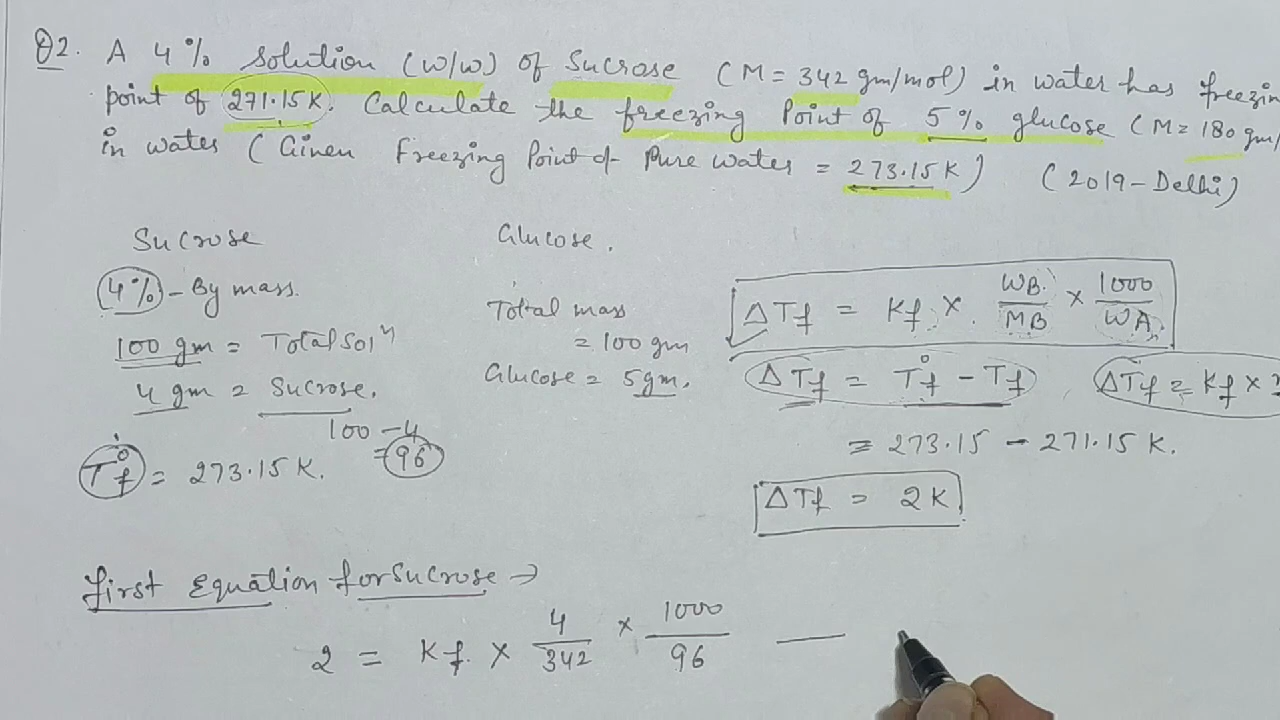 Q2. A 4% solution (w/w) of Sucrose (M = 342 gm/mol) in water has freezin
point of 271.15K. Calculate the freezing Point of 5% glucose (M = 180 gm/
in water (Given Freezing Point of Pure water = 273.15K) (2019-Delhi)
Sucrose
(4%) - By mass.
100 gm = Total Solⁿ
4 gm = Sucrose.
100 - 4
= 96
T°f = 273.15 K.
Glucose.
Total mass
= 100 gm
Glucose = 5gm.
ΔTf = Kf × WB/MB × 1000/WA
ΔTf = T°f - Tf
ΔTf = Kf ×
= 273.15 - 271.15 K.
ΔTf = 2K
first Equation for Sucrose →
2 = Kf. × 4/342 × 1000/96 —